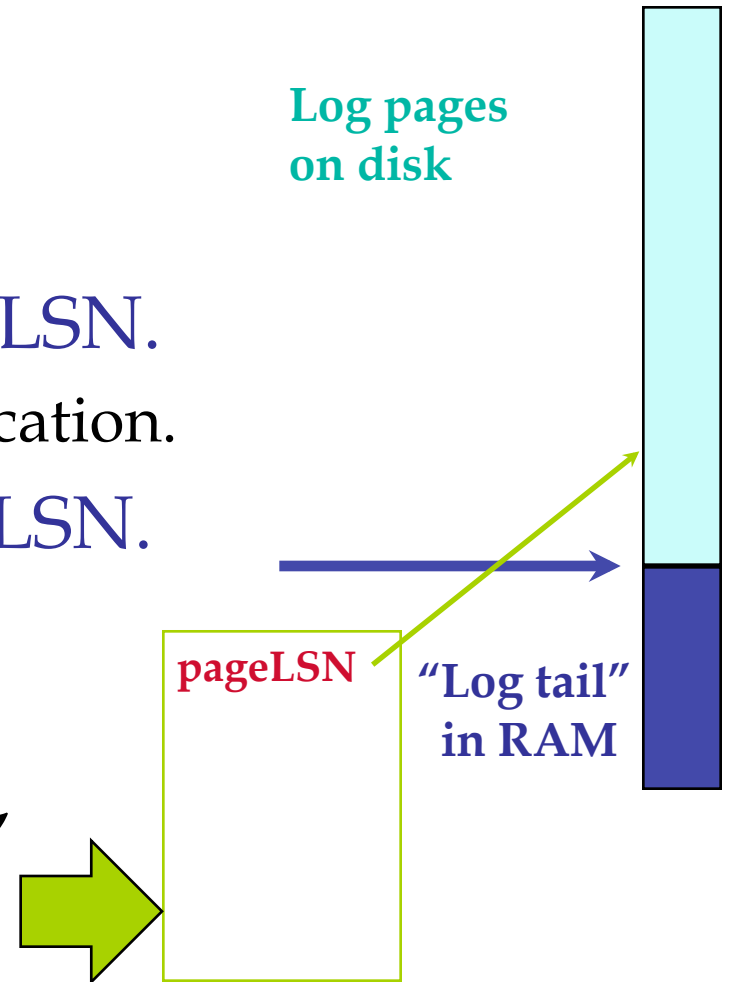 Log pages
on disk
LSN.
cation.
LSN.
pageLSN
“Log tail”
in RAM